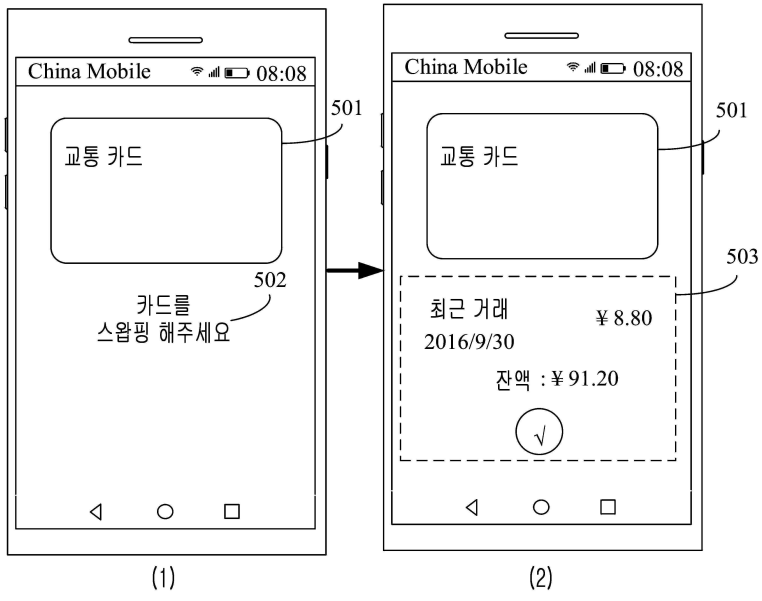 China Mobile 08:08
501
교통 카드
502
카드를
스왑핑 해주세요
(1)
China Mobile 08:08
501
교통 카드
503
최근 거래
¥ 8.80
2016/9/30
잔액 : ¥ 91.20
√
(2)